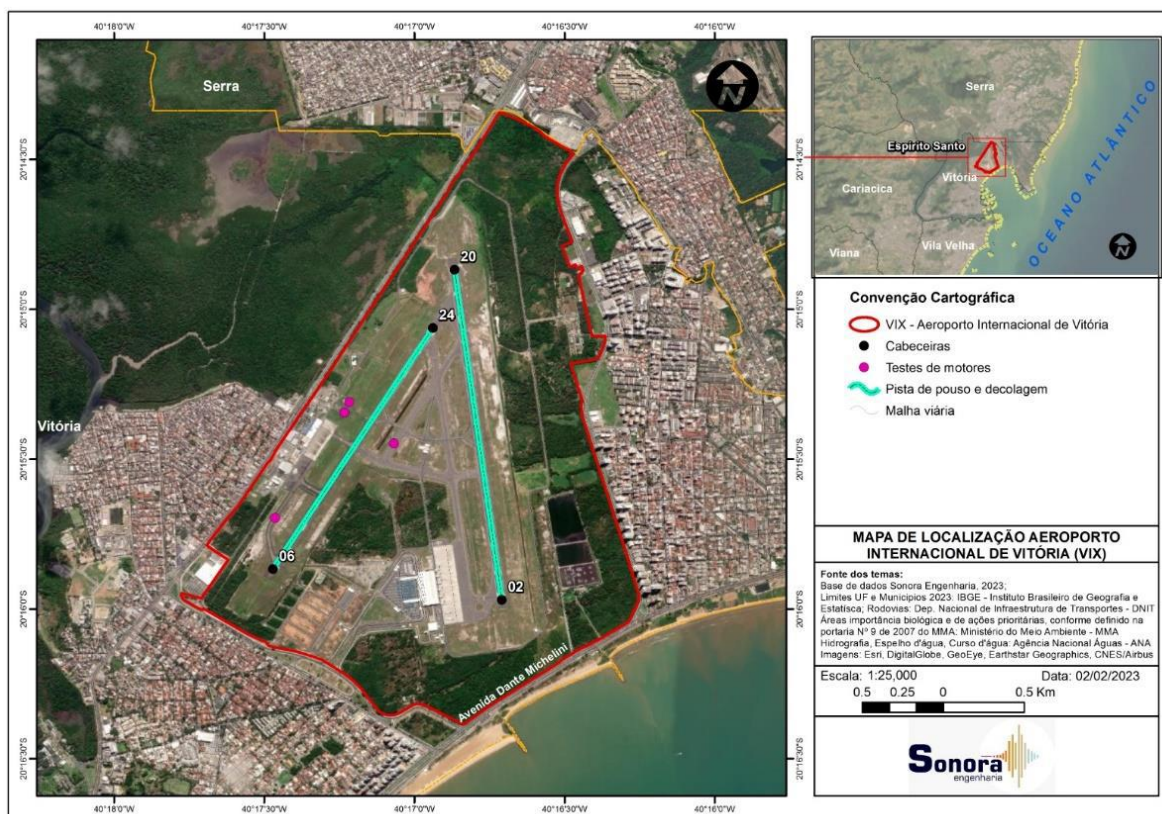 40°18'0"W
40°17'30"W
40°17'0"W
40°16'30"W
40°16'0"W
20°14'30"S
20°15'0"S
20°15'30"S
20°16'0"S
20°16'30"S
Serra
N
20
24
Vitória
06
02
Avenida Dante Michelini
20°14'30"S
20°15'0"S
20°15'30"S
20°16'0"S
20°16'30"S
40°18'0"W
40°17'30"W
40°17'0"W
40°16'30"W
40°16'0"W
Serra
Espírito Santo
Vitória
Cariacica
Viana
Vila Velha
OCEANO ATLÂNTICO
N
Convenção Cartográfica
VIX - Aeroporto Internacional de Vitória
Cabeceiras
Testes de motores
Pista de pouso e decolagem
Malha viária
MAPA DE LOCALIZAÇÃO AEROPORTO
INTERNACIONAL DE VITÓRIA (VIX)
Fonte dos temas:
Base de dados Sonora Engenharia, 2023;
Limites UF e Municipios 2023: IBGE - Instituto Brasileiro de Geografia e
Estatísca; Rodovias: Dep. Nacional de Infraestrutura de Transportes - DNIT
Áreas importância biológica e de ações prioritárias, conforme definido na
portaria Nº 9 de 2007 do MMA: Ministério do Meio Ambiente - MMA
Hidrografia, Espelho d'água, Curso d'água: Agência Nacional Águas - ANA
Imagens: Esri, DigitalGlobe, GeoEye, Earthstar Geographics, CNES/Airbus
Escala: 1:25,000 Data: 02/02/2023
0.5 0.25 0 0.5 Km
Sonora
engenharia